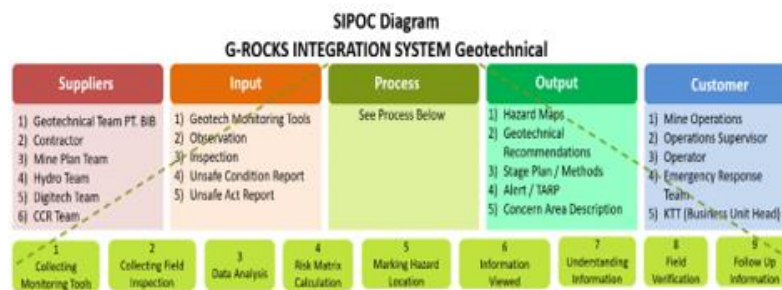 SIPOC Diagram
G-ROCKS INTEGRATION SYSTEM Geotechnical
Suppliers
1) Geotechnical Team PT. BIB
2) Contractor
3) Mine Plan Team
4) Hydro Team
5) Digitech Team
6) CCR Team
Input
1) Geotech Monitoring Tools
2) Observation
3) Inspection
4) Unsafe Condition Report
5) Unsafe Act Report
Process
See Process Below
Output
1) Hazard Maps
2) Geotechnical
Recommendations
3) Stage Plan / Methods
4) Alert / TARP
5) Concern Area Description
Customer
1) Mine Operations
2) Operations Supervisor
3) Operator
4) Emergency Response
Team
5) KTT (Business Unit Head)
1
Collecting
Monitoring Tools
2
Collecting Field
Inspection
3
Data Analysis
4
Risk Matrix
Calculation
5
Marking Hazard
Location
6
Information
Viewed
7
Understanding
Information
8
Field
Verification
9
Follow Up
Information